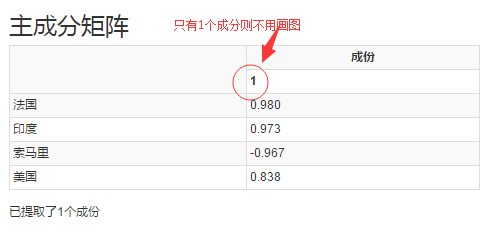 主成分矩阵
只有1个成分则不用画图
成份
1
法国 0.980
印度 0.973
索马里 -0.967
美国 0.838
已提取了1个成份